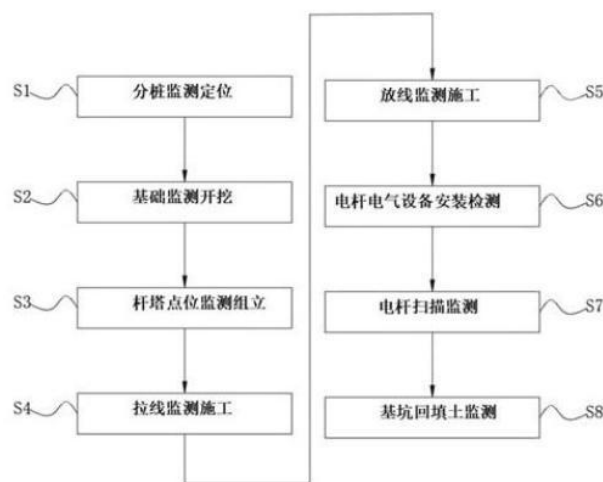 S1 分桩监测定位
S2 基础监测开挖
S3 杆塔点位监测组立
S4 拉线监测施工
放线监测施工 S5
电杆电气设备安装检测 S6
电杆扫描监测 S7
基坑回填土监测 S8